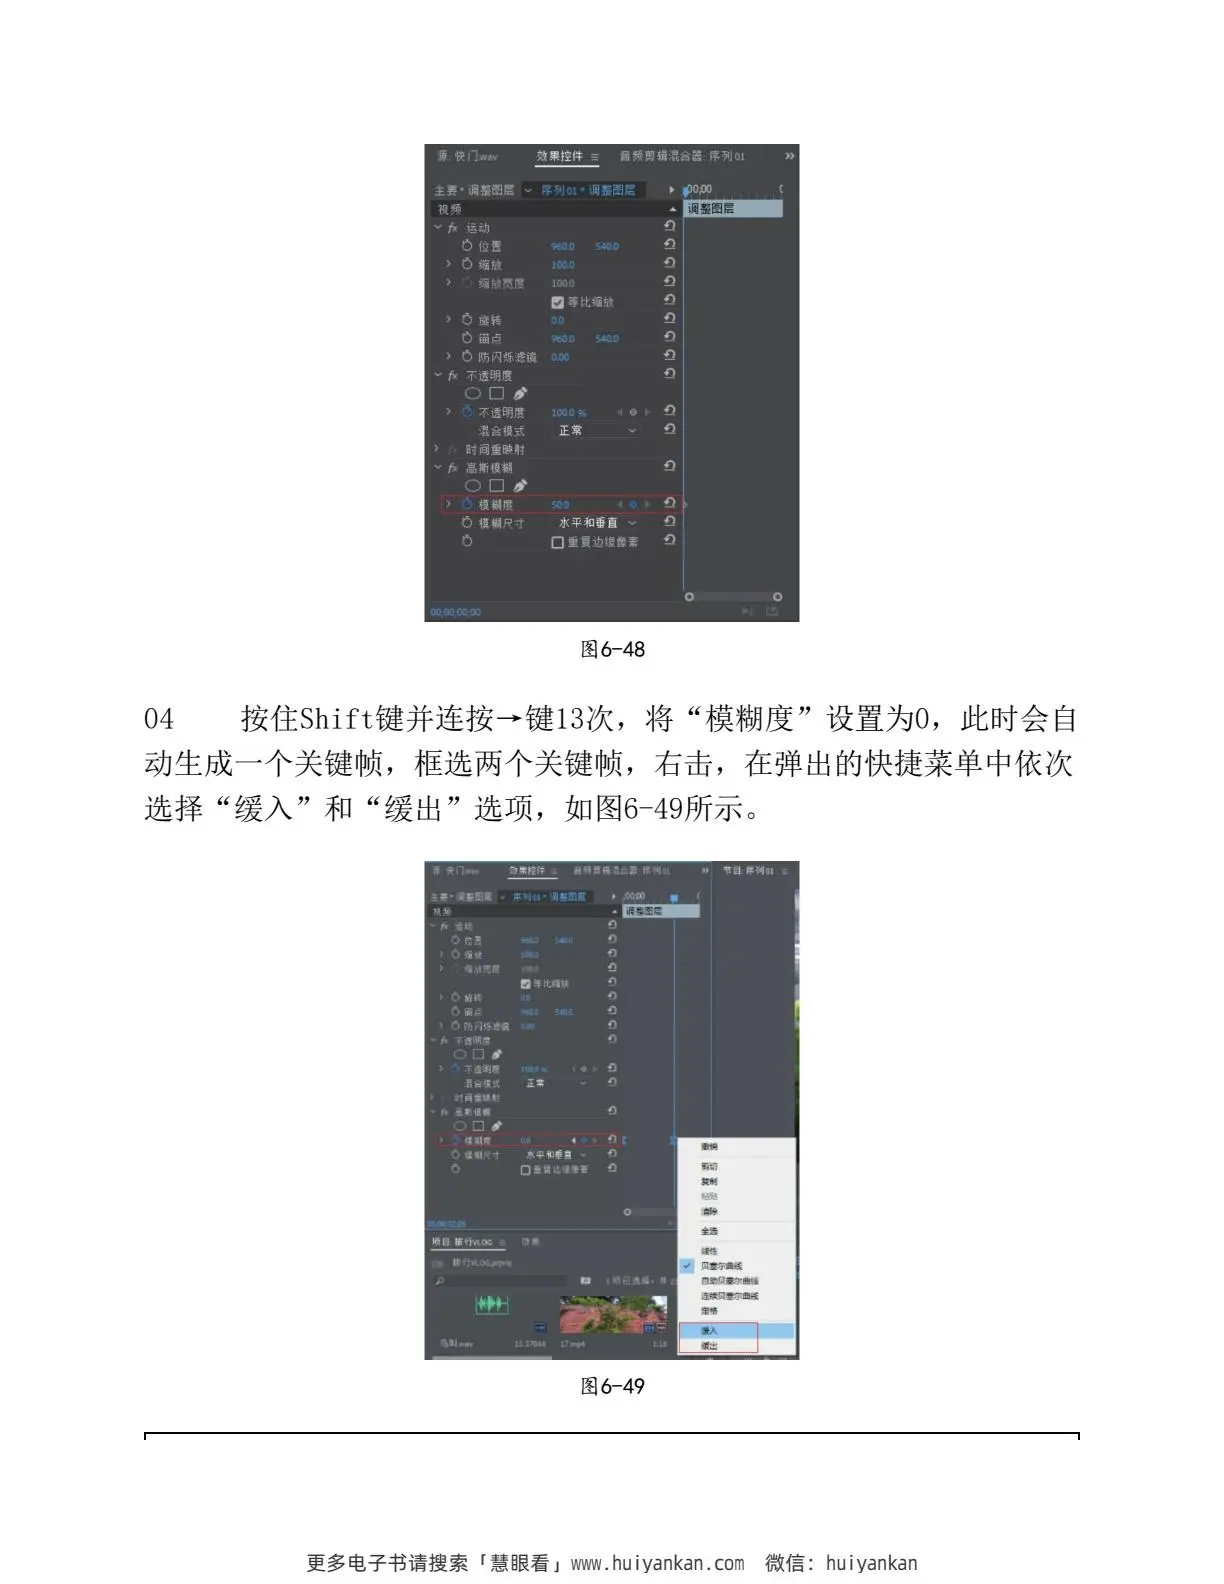 源: 快门.wav 效果控件 ≡ 音频剪辑混合器: 序列 01 »
主要 * 调整图层 序列 01 * 调整图层 ;00;00
视频 调整图层
fx 运动
位置 960.0 540.0
缩放 100.0
缩放宽度 100.0
等比缩放
旋转 0.0
锚点 960.0 540.0
防闪烁滤镜 0.00
fx 不透明度
不透明度 100.0 %
混合模式 正常
fx 时间重映射
fx 高斯模糊
模糊度 50.0
模糊尺寸 水平和垂直
重复边缘像素
00;00;00;00
图6-48
04 按住Shift键并连按→键13次，将“模糊度”设置为0，此时会自
动生成一个关键帧，框选两个关键帧，右击，在弹出的快捷菜单中依次
选择“缓入”和“缓出”选项，如图6-49所示。
源: 快门.wav 效果控件 ≡ 音频剪辑混合器: 序列 01 » 节目: 序列 01 ≡
主要 * 调整图层 序列 01 * 调整图层 ;00;00
视频 调整图层
fx 运动
位置 960.0 540.0
缩放 100.0
缩放宽度 100.0
等比缩放
旋转 0.0
锚点 960.0 540.0
防闪烁滤镜 0.00
fx 不透明度
不透明度 100.0 %
混合模式 正常
时间重映射
fx 高斯模糊
模糊度 0.0
模糊尺寸 水平和垂直
重复边缘像素
00;00;02;05
项目: 旅行VLOG ≡ 效果
旅行VLOG.prproj
鸟叫.wav 15.27044 17.mp4 1:16
撤销
剪切
复制
粘贴
清除
全选
线性
贝塞尔曲线
自动贝塞尔曲线
连续贝塞尔曲线
定格
缓入
缓出
图6-49
更多电子书请搜索「慧眼看」www.huiyankan.com 微信：huiyankan